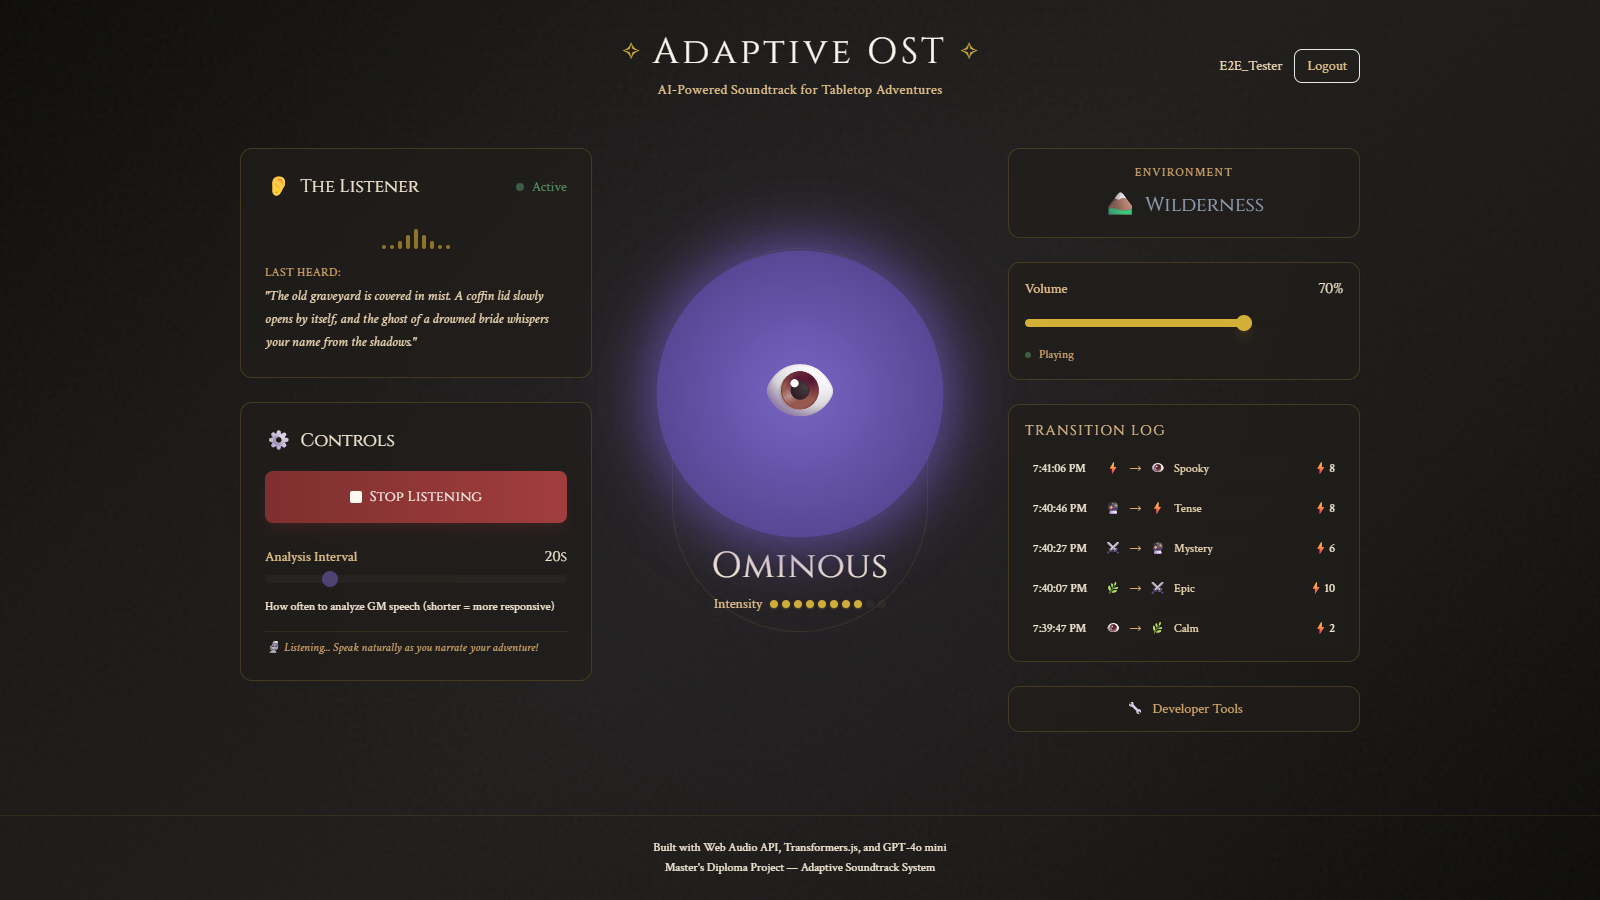 Adaptive OST
AI-Powered Soundtrack for Tabletop Adventures
E2E_Tester
Logout
The Listener
Active
LAST HEARD:
"The old graveyard is covered in mist. A coffin lid slowly
opens by itself, and the ghost of a drowned bride whispers
your name from the shadows."
Controls
Stop Listening
Analysis Interval 20s
How often to analyze GM speech (shorter = more responsive)
Listening... Speak naturally as you narrate your adventure!
Ominous
Intensity
ENVIRONMENT
Wilderness
Volume 70%
Playing
TRANSITION LOG
7:41:06 PM → Spooky 8
7:40:46 PM → Tense 8
7:40:27 PM → Mystery 6
7:40:07 PM → Epic 10
7:39:47 PM → Calm 2
Developer Tools
Built with Web Audio API, Transformers.js, and GPT-4o mini
Master's Diploma Project — Adaptive Soundtrack System